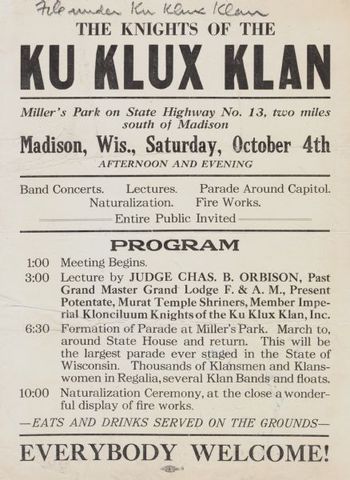 File under Ku Klux Klan
THE KNIGHTS OF THE
KU KLUX KLAN
Miller's Park on State Highway No. 13, two miles
south of Madison
Madison, Wis., Saturday, October 4th
AFTERNOON AND EVENING
Band Concerts. Lectures. Parade Around Capitol.
Naturalization. Fire Works.
Entire Public Invited
PROGRAM
1:00 Meeting Begins.
3:00 Lecture by JUDGE CHAS. B. ORBISON, Past
Grand Master Grand Lodge F. & A. M., Present
Potentate, Murat Temple Shriners, Member Impe-
rial Klonciluum Knights of the Ku Klux Klan, Inc.
6:30 Formation of Parade at Miller's Park. March to,
around State House and return. This will be
the largest parade ever staged in the State of
Wisconsin. Thousands of Klansmen and Klans-
women in Regalia, several Klan Bands and floats.
10:00 Naturalization Ceremony, at the close a wonder-
ful display of fire works.
—EATS AND DRINKS SERVED ON THE GROUNDS—
EVERYBODY WELCOME!